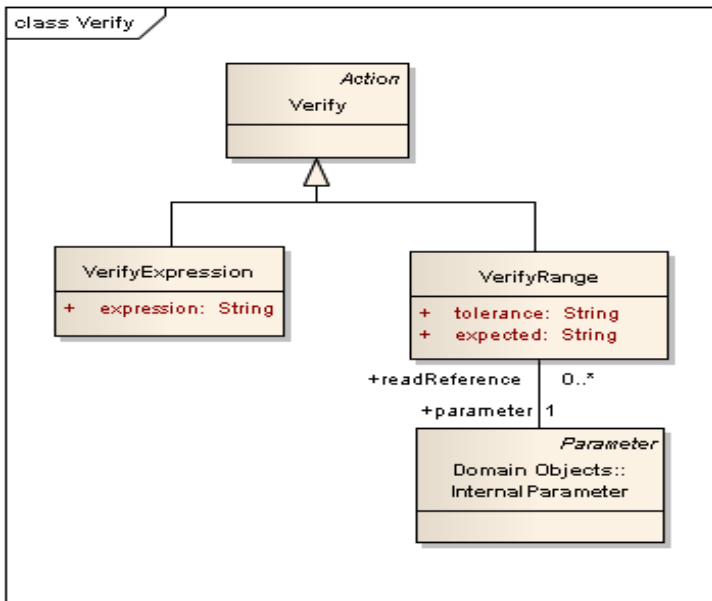 class Verify
Action
Verify
VerifyExpression
+ expression: String
VerifyRange
+ tolerance: String
+ expected: String
+readReference 0..*
+parameter 1
Parameter
Domain Objects::
InternalParameter